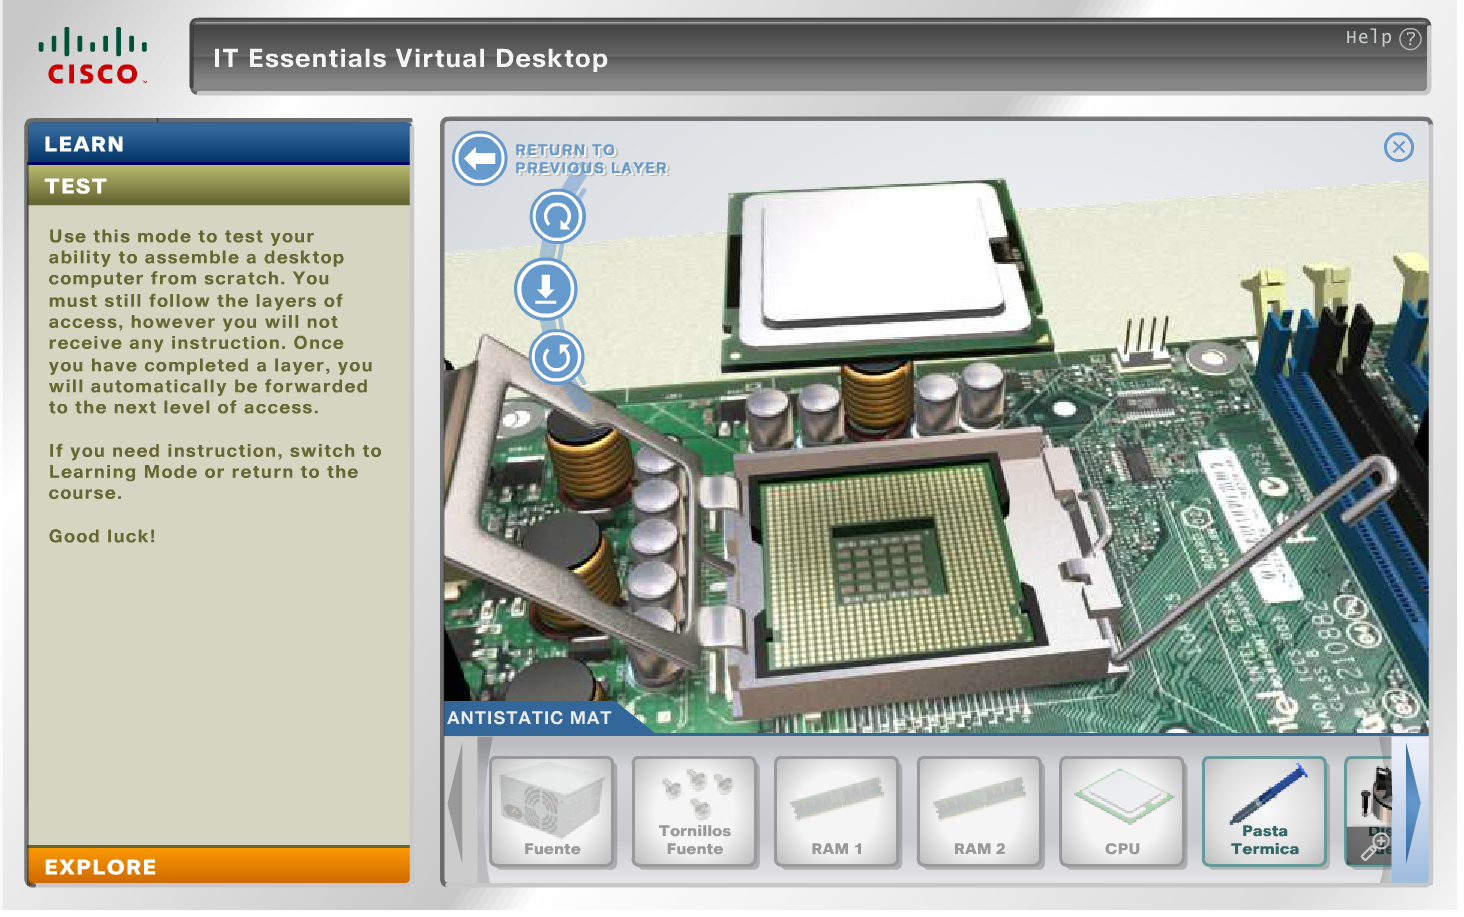 CISCO
IT Essentials Virtual Desktop
Help ?
LEARN
TEST
Use this mode to test your
ability to assemble a desktop
computer from scratch. You
must still follow the layers of
access, however you will not
receive any instruction. Once
you have completed a layer, you
will automatically be forwarded
to the next level of access.
If you need instruction, switch to
Learning Mode or return to the
course.
Good luck!
EXPLORE
RETURN TO
PREVIOUS LAYER
E210882
CLASS B
ANTISTATIC MAT
Fuente
Tornillos
Fuente
RAM 1
RAM 2
CPU
Pasta
Termica